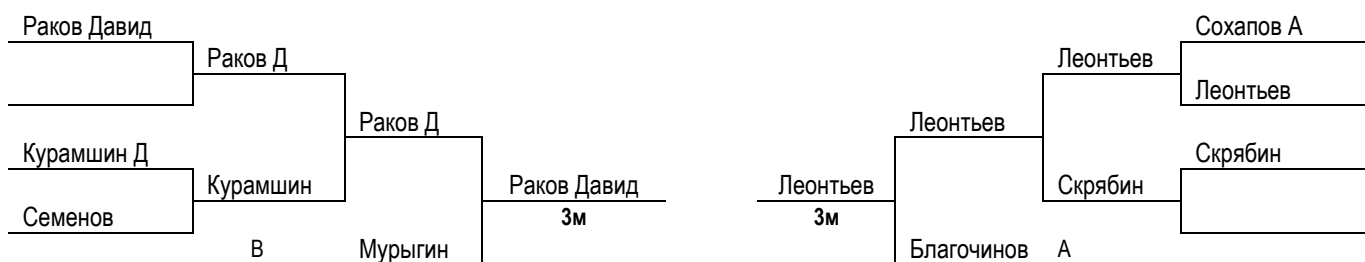 Раков Давид
Сохапов А
Раков Д
Леонтьев
Леонтьев
Раков Д
Леонтьев
Курамшин Д
Скрябин
Курамшин
Раков Давид
Леонтьев
Скрябин
Семенов
3м
3м
В
Мурыгин
Благочинов
А